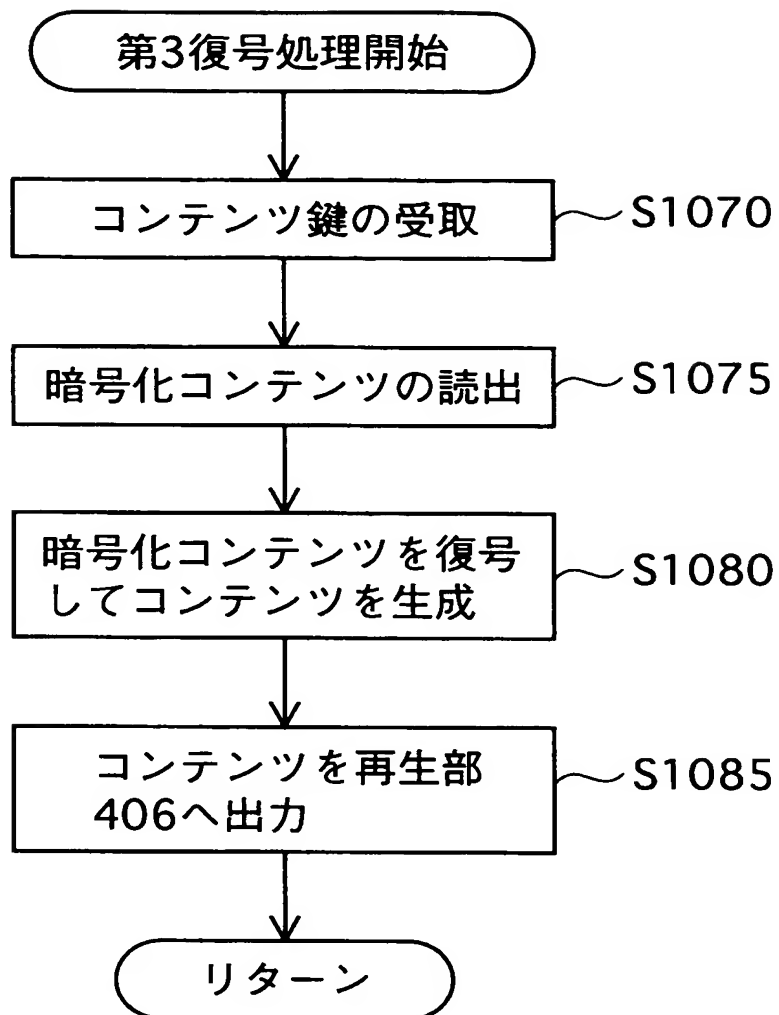 第3復号処理開始
コンテンツ鍵の受取
S1070
暗号化コンテンツの読出
S1075
暗号化コンテンツを復号
してコンテンツを生成
S1080
コンテンツを再生部
406へ出力
S1085
リターン